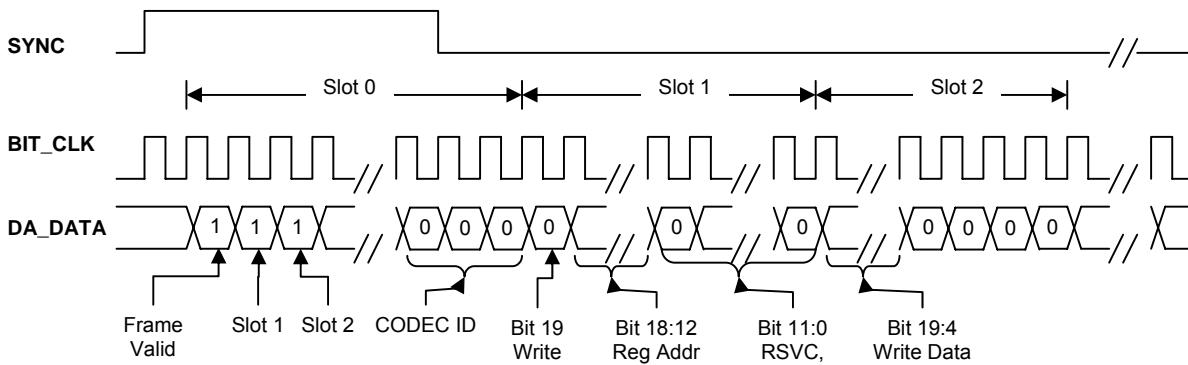 SYNC
Slot 0 Slot 1 Slot 2
BIT_CLK
DA_DATA 1 1 1 0 0 0 0 0 0 0 0 0 0
Frame Valid
Slot 1
Slot 2
CODEC ID
Bit 19
Write
Bit 18:12
Reg Addr
Bit 11:0
RSVC,
Bit 19:4
Write Data